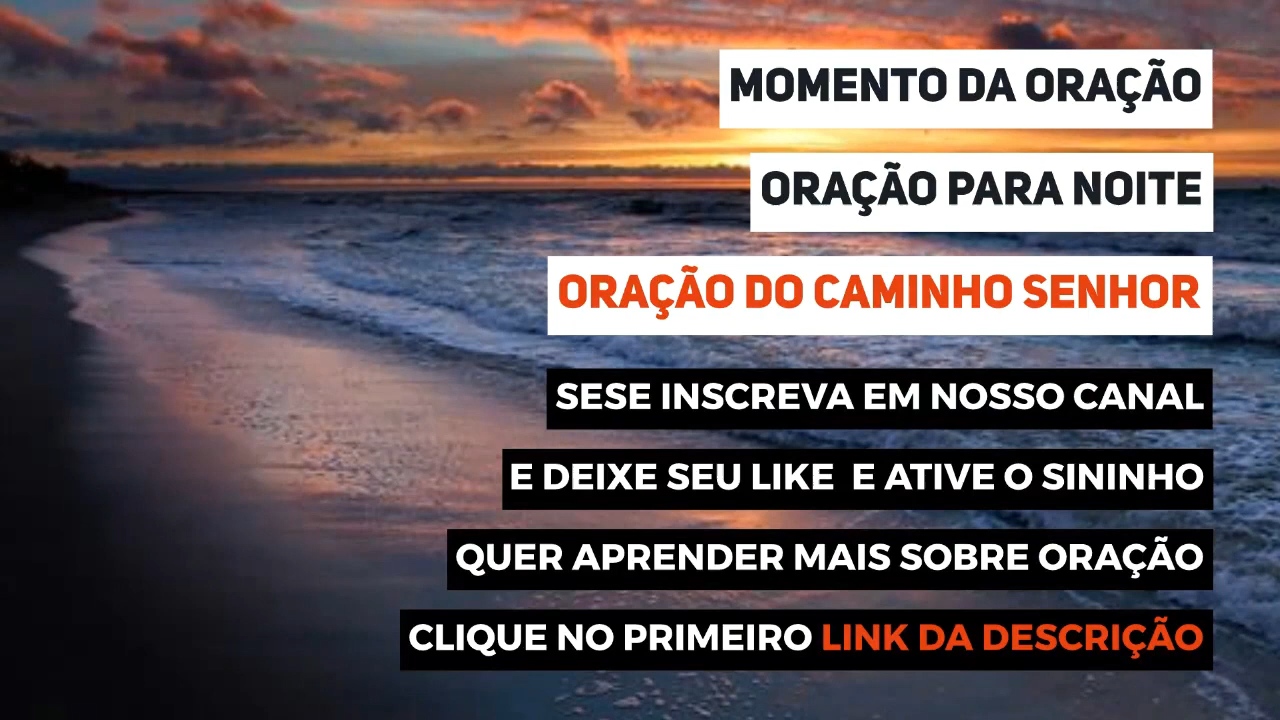 MOMENTO DA ORAÇÃO
ORAÇÃO PARA NOITE
ORAÇÃO DO CAMINHO SENHOR
SESE INSCREVA EM NOSSO CANAL
E DEIXE SEU LIKE E ATIVE O SININHO
QUER APRENDER MAIS SOBRE ORAÇÃO
CLIQUE NO PRIMEIRO LINK DA DESCRIÇÃO